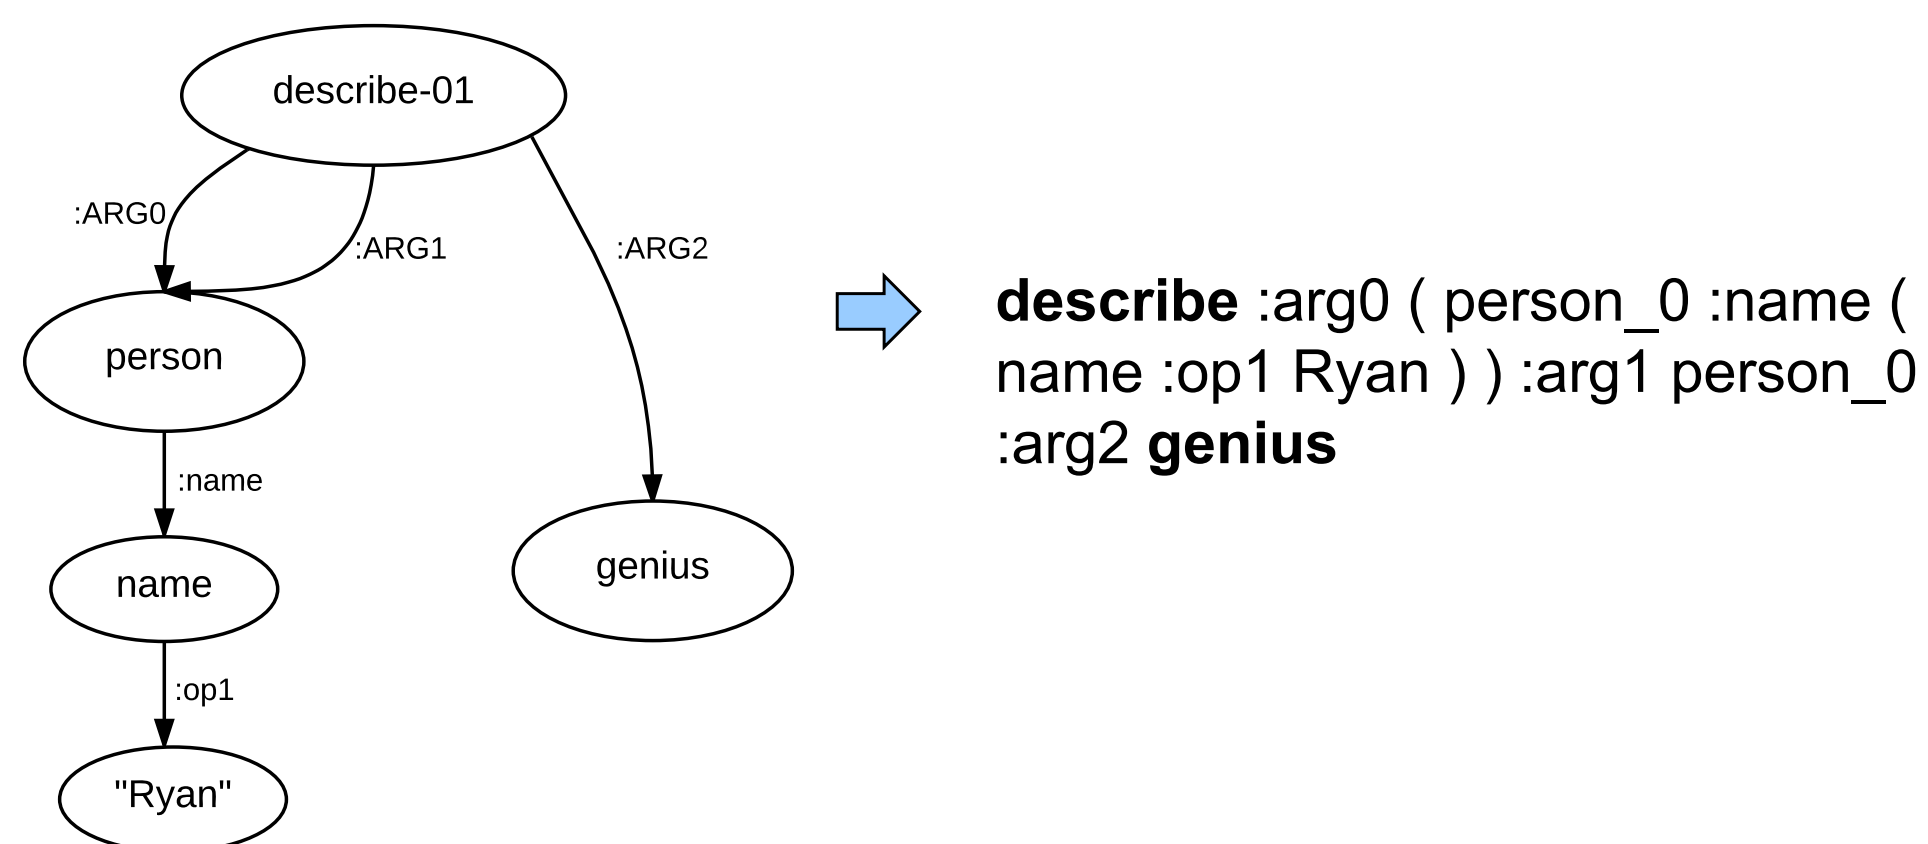 describe-01
:ARG0
:ARG1
:ARG2
person
:name
name
genius
:op1
"Ryan"
describe :arg0 ( person_0 :name (
name :op1 Ryan ) ) :arg1 person_0
:arg2 genius